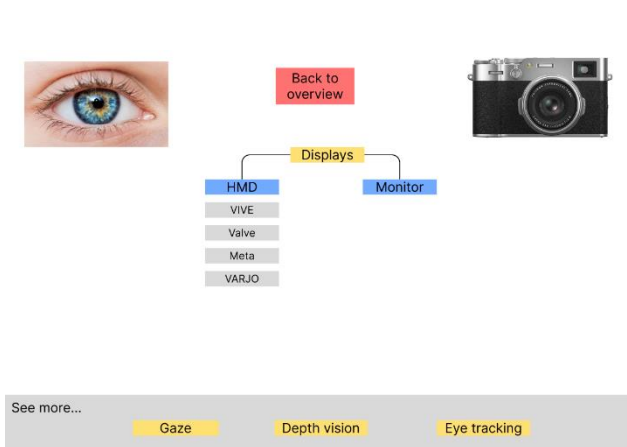 Back to
overview
Displays
HMD
Monitor
VIVE
Valve
Meta
VARJO
See more...
Gaze
Depth vision
Eye tracking